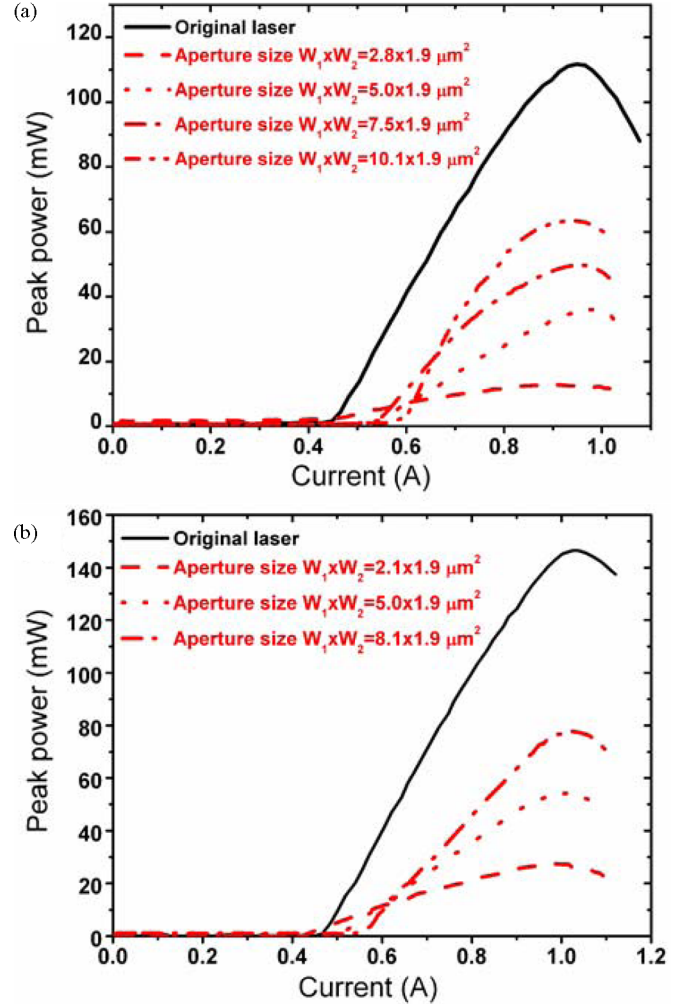 (a)
Original laser
Aperture size W₁xW₂=2.8x1.9 μm²
Aperture size W₁xW₂=5.0x1.9 μm²
Aperture size W₁xW₂=7.5x1.9 μm²
Aperture size W₁xW₂=10.1x1.9 μm²
120
100
80
60
40
20
0
Peak power (mW)
0.0 0.2 0.4 0.6 0.8 1.0
Current (A)
(b)
Original laser
Aperture size W₁xW₂=2.1x1.9 μm²
Aperture size W₁xW₂=5.0x1.9 μm²
Aperture size W₁xW₂=8.1x1.9 μm²
160
140
120
100
80
60
40
20
0
Peak power (mW)
0.0 0.2 0.4 0.6 0.8 1.0 1.2
Current (A)